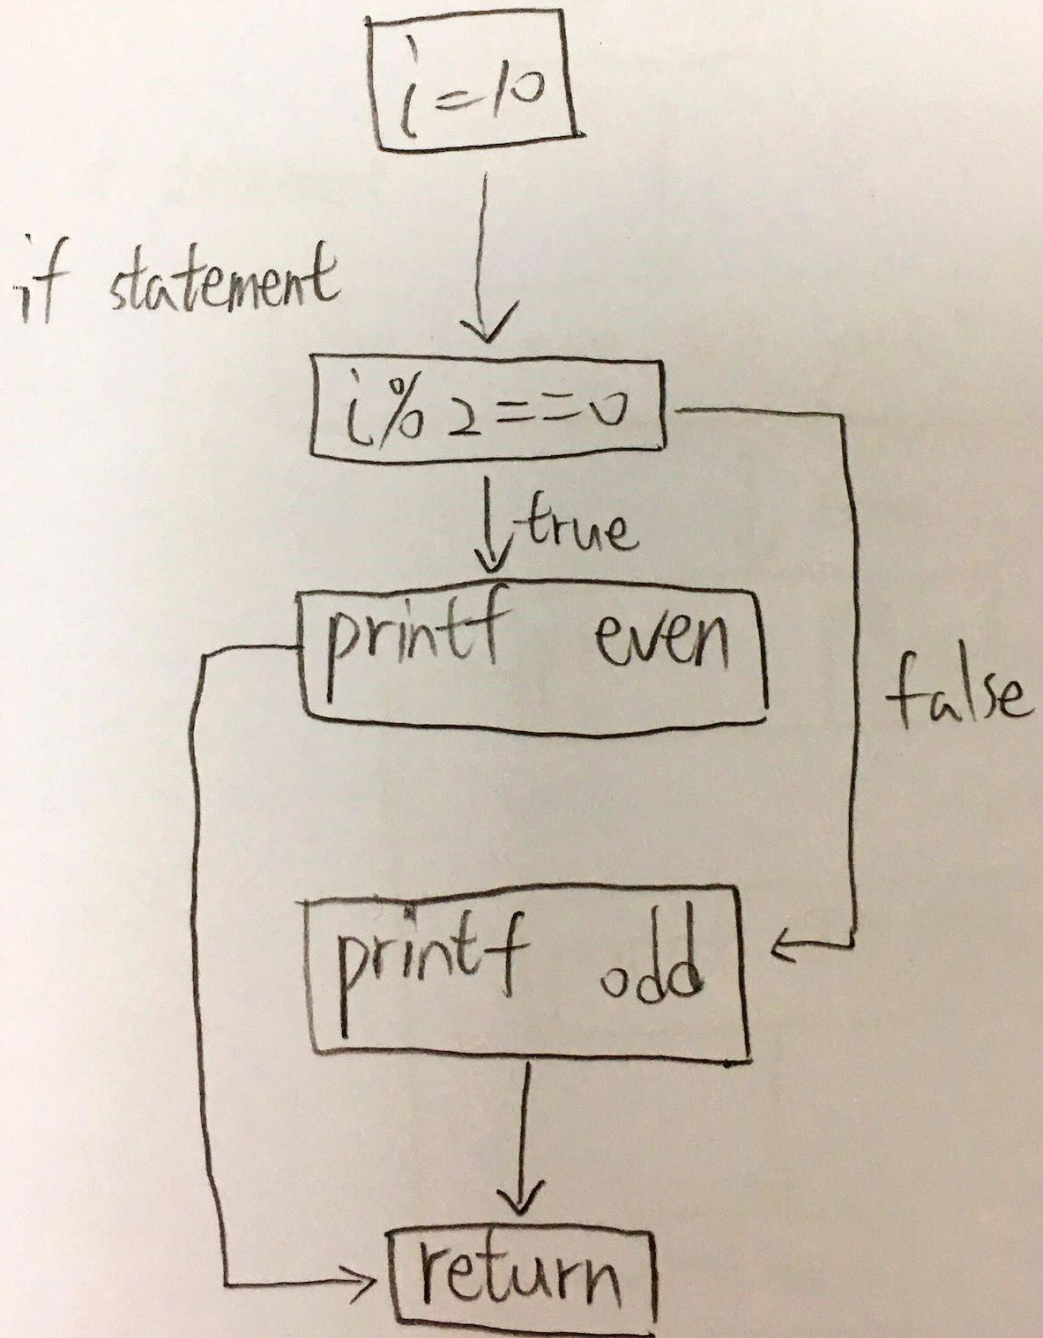 i=10
if statement
i%2==0
true
printf even
false
printf odd
return